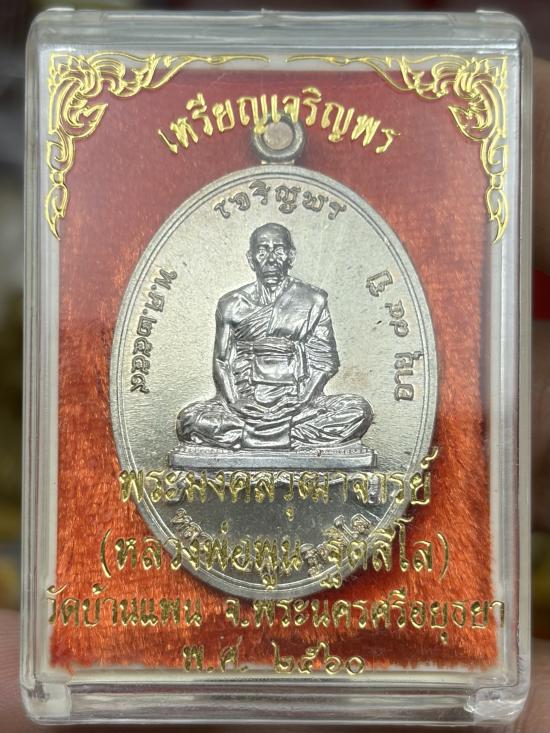 เหรียญเจริญพร
เจริญพร
พ.ศ.๒๕๕๙
อายุ ๙๙ ปี
พระมงคลวุฒาจารย์
(หลวงพ่อพูน ฐิตสีโล)
วัดบ้านแพน จ.พระนครศรีอยุธยา
พ.ศ. ๒๕๖๐